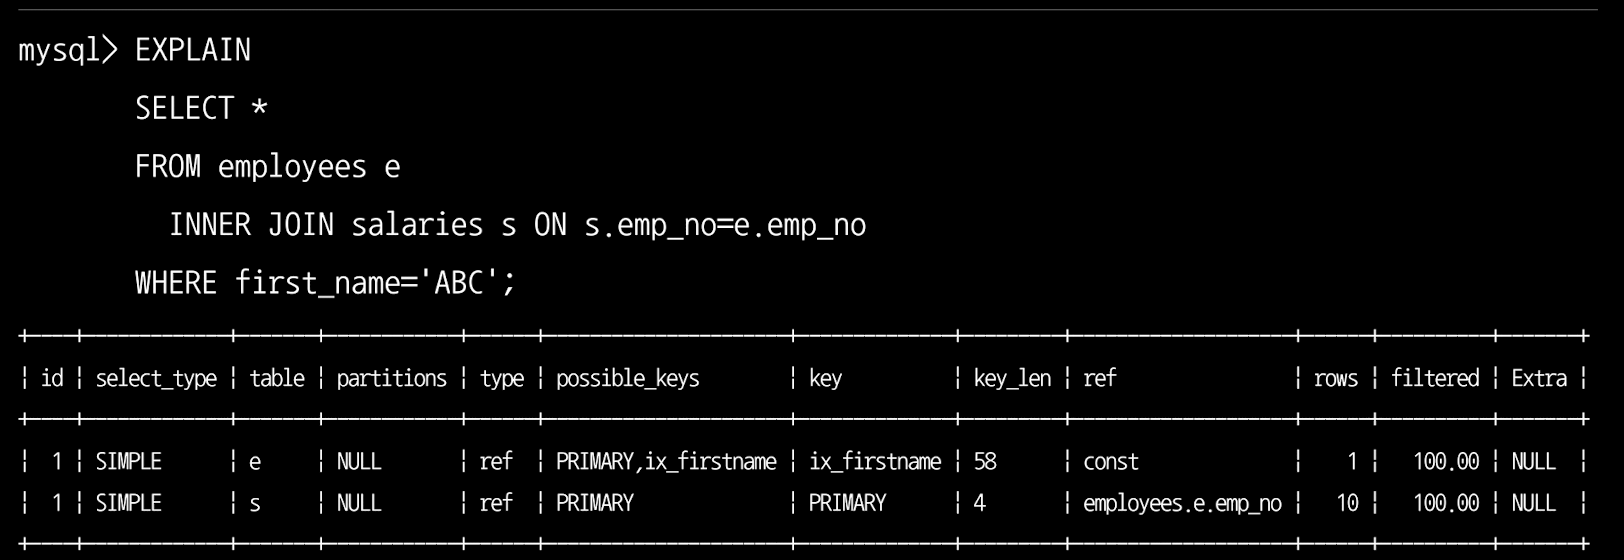 mysql> EXPLAIN
SELECT *
FROM employees e
INNER JOIN salaries s ON s.emp_no=e.emp_no
WHERE first_name='ABC';
+----+-------------+-------+------------+------+----------------------+-------------+---------+--------------------+------+----------+-------+
| id | select_type | table | partitions | type | possible_keys | key | key_len | ref | rows | filtered | Extra |
+----+-------------+-------+------------+------+----------------------+-------------+---------+--------------------+------+----------+-------+
| 1 | SIMPLE | e | NULL | ref | PRIMARY,ix_firstname | ix_firstname | 58 | const | 1 | 100.00 | NULL |
| 1 | SIMPLE | s | NULL | ref | PRIMARY | PRIMARY | 4 | employees.e.emp_no | 10 | 100.00 | NULL |
+----+-------------+-------+------------+------+----------------------+-------------+---------+--------------------+------+----------+-------+